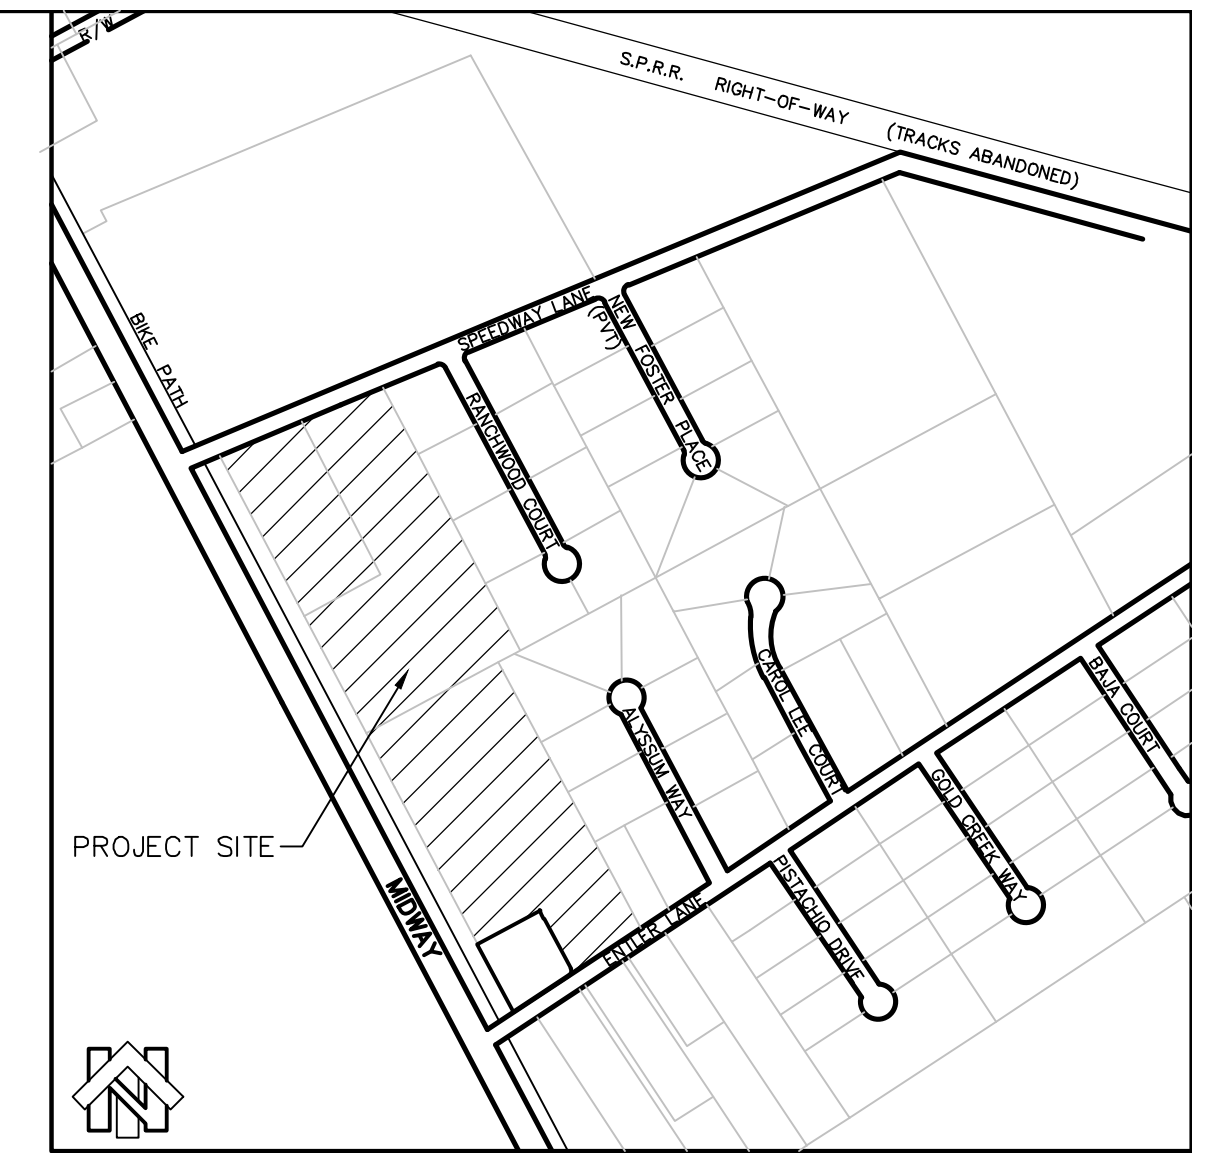 R/W
S.P.R.R. RIGHT-OF-WAY (TRACKS ABANDONED)
BIKE PATH
SPEEDWAY LANE
(PVT)
NEW FOSTER PLACE
RANCHWOOD COURT
CAROL LEE COURT
BAJA COURT
ALYSSUM WAY
GOLD CREEK WAY
PROJECT SITE
MIDWAY
ENTLER LANE
PISTACHIO DRIVE
N